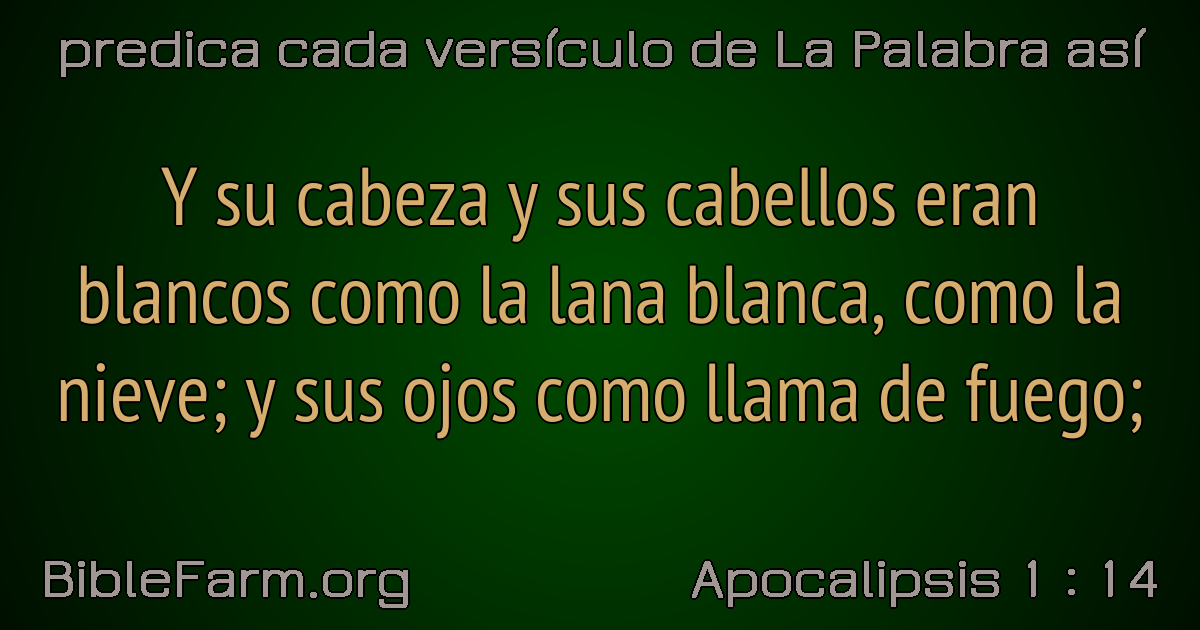 predica cada versículo de La Palabra así
Y su cabeza y sus cabellos eran
blancos como la lana blanca, como la
nieve; y sus ojos como llama de fuego;
BibleFarm.org
Apocalipsis 1 : 14